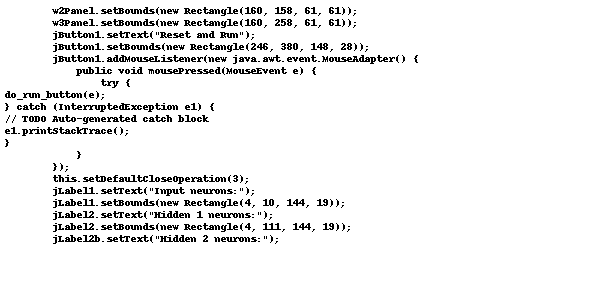 w2Panel.setBounds(new Rectangle(160, 158, 61, 61));
w3Panel.setBounds(new Rectangle(160, 258, 61, 61));
jButton1.setText("Reset and Run");
jButton1.setBounds(new Rectangle(246, 380, 148, 28));
jButton1.addMouseListener(new java.awt.event.MouseAdapter() {
public void mousePressed(MouseEvent e) {
try {
do_run_button(e);
} catch (InterruptedException e1) {
// TODO Auto-generated catch block
e1.printStackTrace();
}
}
});
this.setDefaultCloseOperation(3);
jLabel1.setText("Input neurons:");
jLabel1.setBounds(new Rectangle(4, 10, 144, 19));
jLabel2.setText("Hidden 1 neurons:");
jLabel2.setBounds(new Rectangle(4, 111, 144, 19));
jLabel2b.setText("Hidden 2 neurons:");